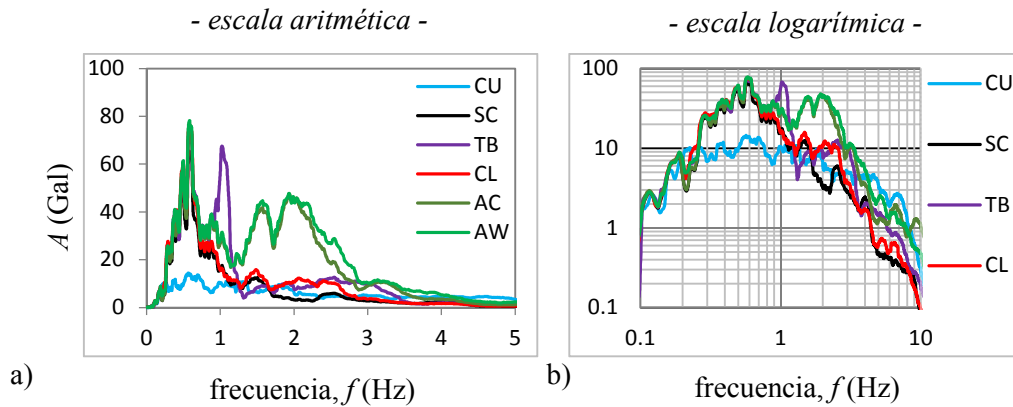 - escala aritmética -
- escala logarítmica -
A (Gal)
100
80
60
40
20
0
0 1 2 3 4 5
CU
SC
TB
CL
AC
AW
a)
frecuencia, f (Hz)
100
10
1
0.1
0.1 1 10
CU
SC
TB
CL
b)
frecuencia, f (Hz)